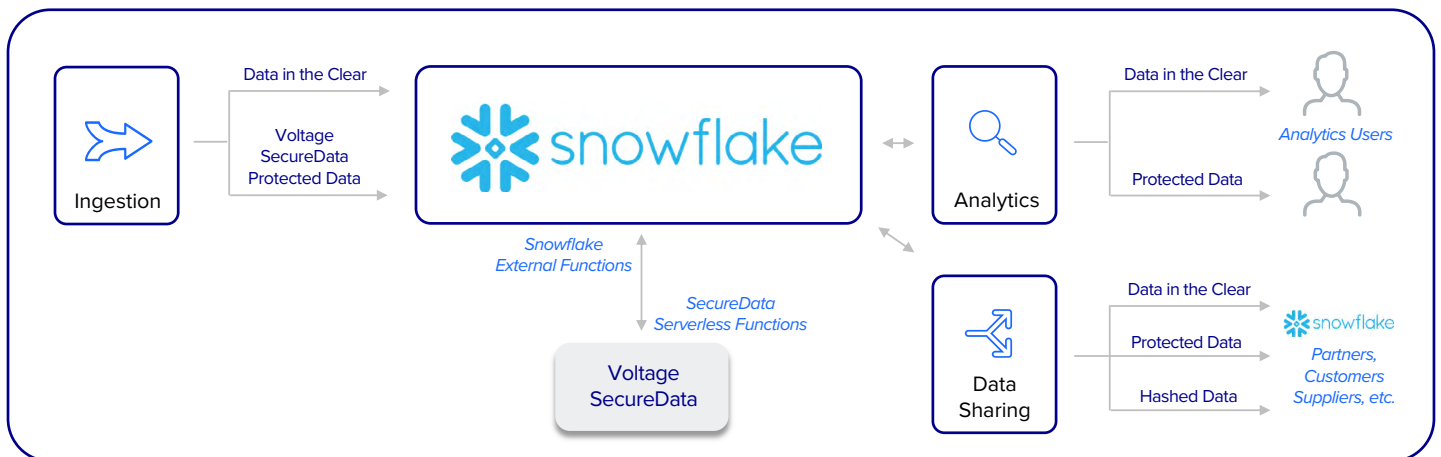 Ingestion
Data in the Clear
Voltage
SecureData
Protected Data
snowflake
Snowflake
External Functions
SecureData
Serverless Functions
Voltage
SecureData
Analytics
Data in the Clear
Analytics Users
Protected Data
Data
Sharing
Data in the Clear
Protected Data
Hashed Data
snowflake
Partners,
Customers
Suppliers, etc.